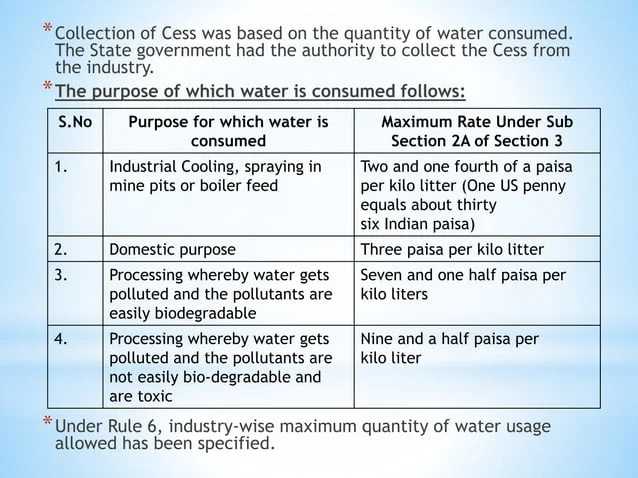 *Collection of Cess was based on the quantity of water consumed.
The State government had the authority to collect the Cess from
the industry.
*The purpose of which water is consumed follows:
S.No Purpose for which water is Maximum Rate Under Sub
consumed Section 2A of Section 3
1. Industrial Cooling, spraying in Two and one fourth of a paisa
mine pits or boiler feed per kilo litter (One US penny
equals about thirty
six Indian paisa)
2. Domestic purpose Three paisa per kilo litter
3. Processing whereby water gets Seven and one half paisa per
polluted and the pollutants are kilo liters
easily biodegradable
4. Processing whereby water gets Nine and a half paisa per
polluted and the pollutants are kilo liter
not easily bio-degradable and
are toxic
*Under Rule 6, industry-wise maximum quantity of water usage
allowed has been specified.